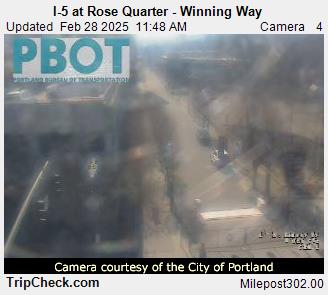 I-5 at Rose Quarter - Winning Way
Updated Feb 28 2025 11:48 AM Camera 4
PBOT
PORTLAND BUREAU OF TRANSPORTATION
Camera courtesy of the City of Portland
TripCheck.com Milepost302.00